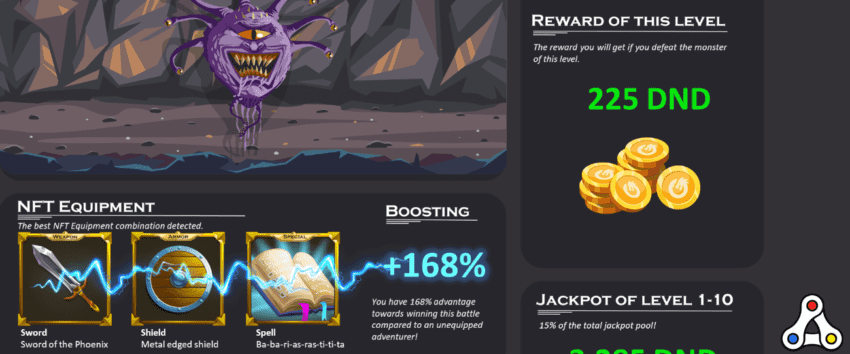 REWARD OF THIS LEVEL
The reward you will get if you defeat the monster
of this level.
225 DND
NFT EQUIPMENT
The best NFT Equipment combination detected.
WEAPON
ARMOR
SPECIAL
Sword
Sword of the Phoenix
Shield
Metal edged shield
Spell
Ba-ba-ri-as-ras-ti-ti-ta
BOOSTING
+168%
You have 168% advantage
towards winning this battle
compared to an unequipped
adventurer!
JACKPOT OF LEVEL 1-10
15% of the total jackpot pool!!